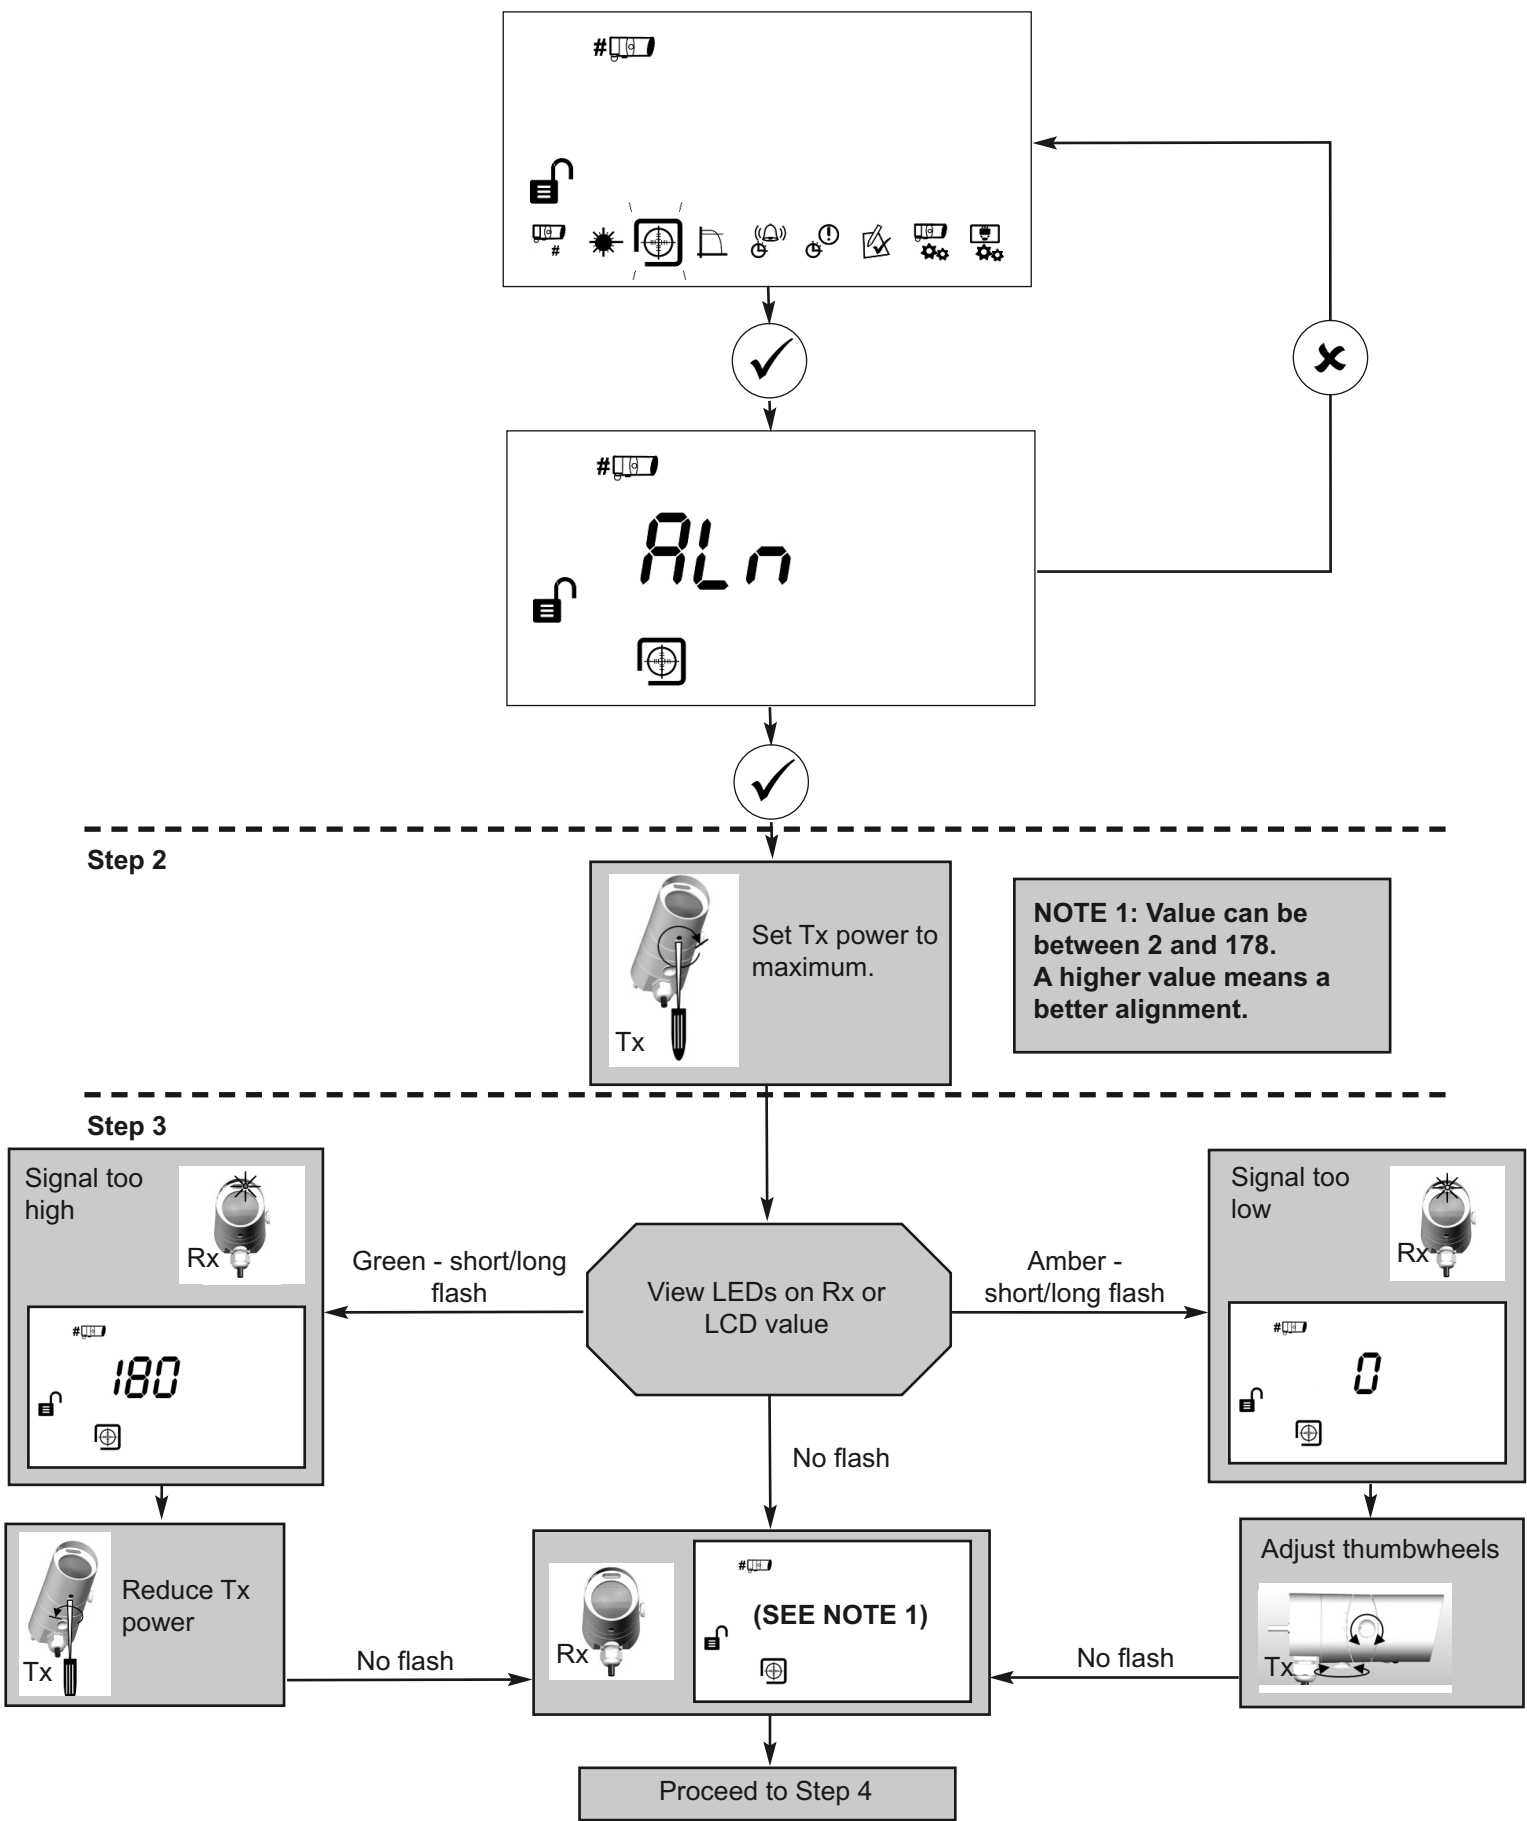 #
#
#
ALn
Step 2
Set Tx power to
maximum.
Tx
NOTE 1: Value can be
between 2 and 178.
A higher value means a
better alignment.
Step 3
Signal too
high
Rx
#
180
Green - short/long
flash
View LEDs on Rx or
LCD value
Amber -
short/long flash
Signal too
low
Rx
#
0
No flash
Reduce Tx
power
Tx
No flash
Rx
#
(SEE NOTE 1)
No flash
Adjust thumbwheels
Tx
Proceed to Step 4